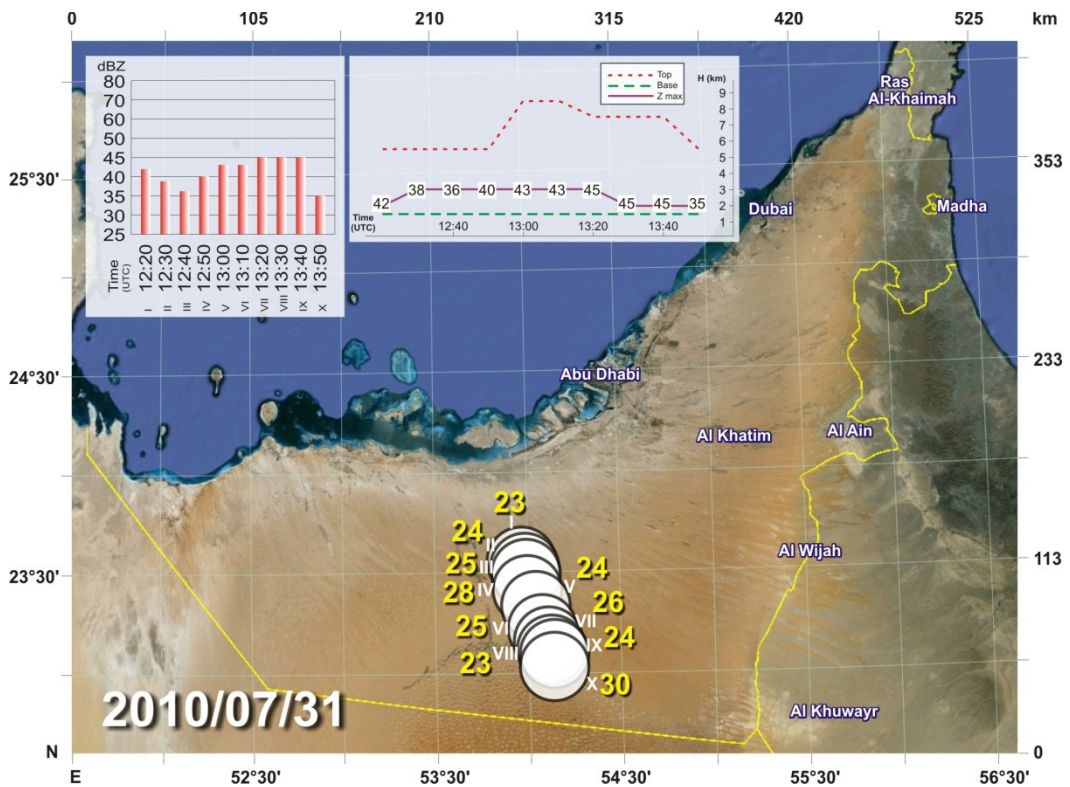 0 105 210 315 420 525 km
dBZ
80
70
60
50
45
40
35
30
25
Time (UTC) 12:20 12:30 12:40 12:50 13:00 13:10 13:20 13:30 13:40 13:50
I II III IV V VI VII VIII IX X
Top
Base
Z max
H (km)
9
8
7
6
5
4
3
2
1
42 38 36 40 43 43 45 45 45 35
Time (UTC) 12:40 13:00 13:20 13:40
Ras
Al-Khaimah
353
25°30'
Madha
Dubai
233
24°30'
Abu Dhabi
Al Khatim
Al Ain
23
I
24 II
25 III
24
V
113
23°30'
Al Wijah
28 IV
26
VII
25 VI
24
IX
VIII
23
X 30
2010/07/31
Al Khuwayr
N
0
E 52°30' 53°30' 54°30' 55°30' 56°30'